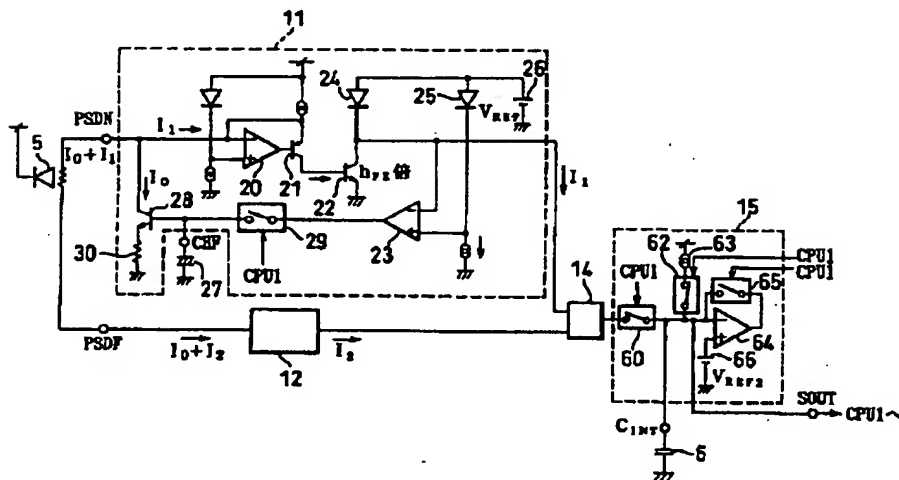 11
24
25
26
VREF
PSDN
I1
5
I0+I1
I0
20
21
22
hFE倍
28
23
29
30
CHF
27
CPU1
I1
15
62
63
CPU1
CPU1
CPU1
65
14
60
64
66
VREF2
PSDF
I0+I2
12
I2
SOUT
CPU1へ
CINT
6